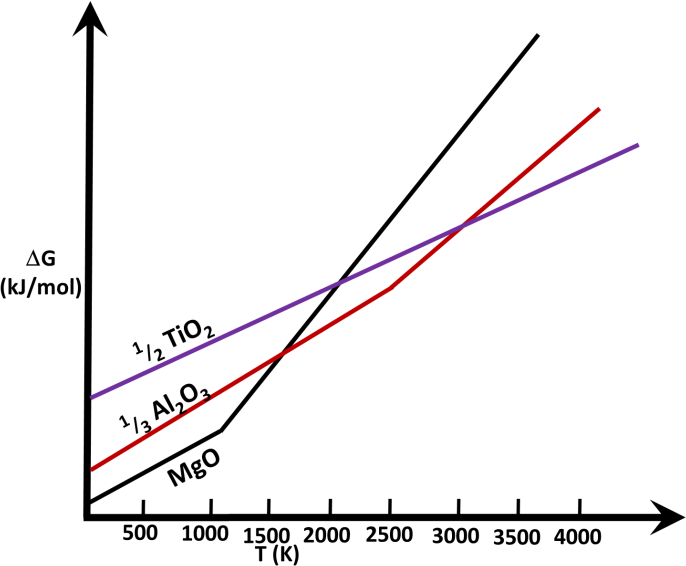 ΔG
(kJ/mol)
¹/₂ TiO₂
¹/₃ Al₂O₃
MgO
500 1000 1500 2000 2500 3000 3500 4000
T (K)